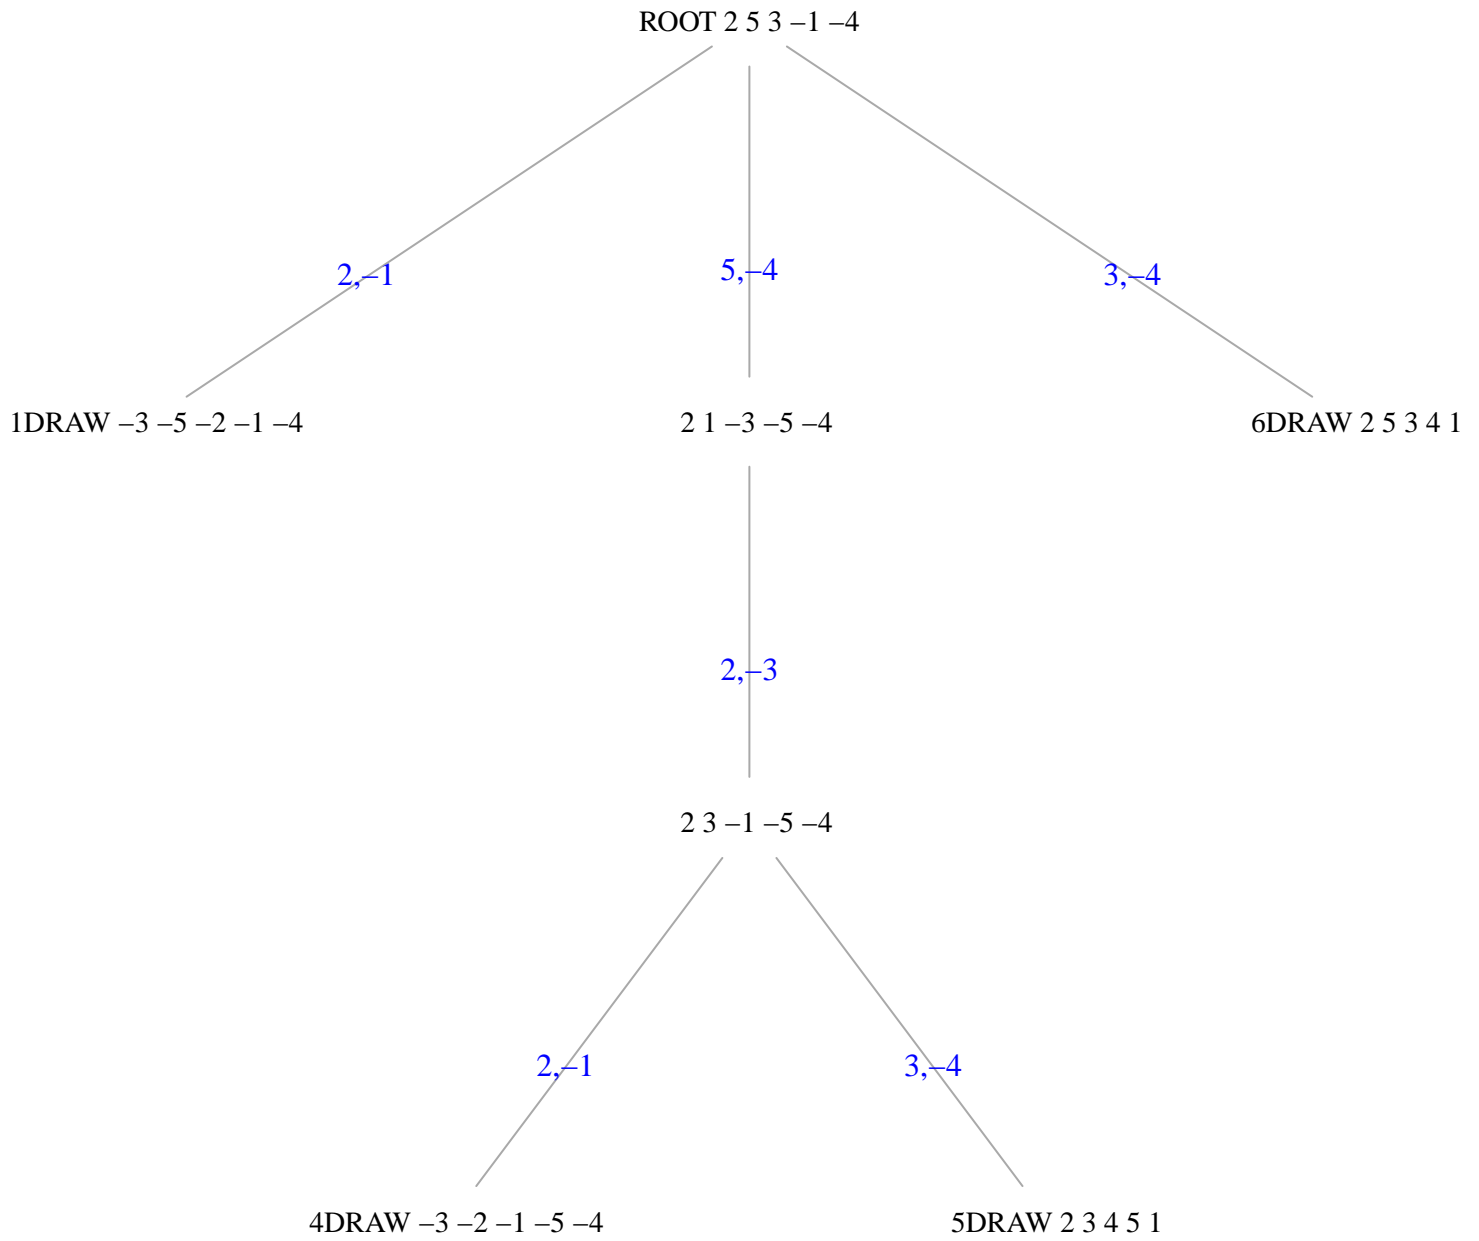 ROOT 2 5 3 –1 –4
2,–1
5,–4
3,–4
1DRAW –3 –5 –2 –1 –4
2 1 –3 –5 –4
6DRAW 2 5 3 4 1
2,–3
2 3 –1 –5 –4
2,–1
3,–4
4DRAW –3 –2 –1 –5 –4
5DRAW 2 3 4 5 1